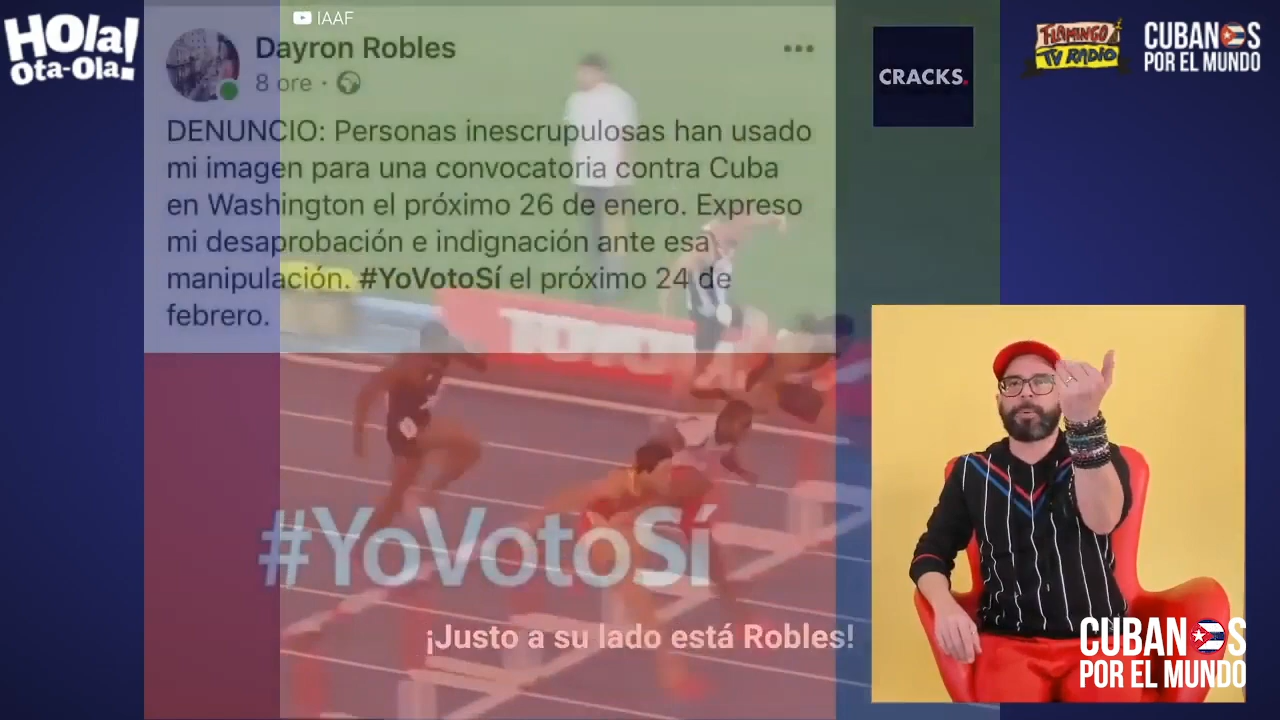 HOla!
Ota-Ola!
IAAF
Dayron Robles
8 ore
CRACKS.
FLAMINGO
TV RADIO
CUBANOS
POR EL MUNDO
DENUNCIO: Personas inescrupulosas han usado
mi imagen para una convocatoria contra Cuba
en Washington el próximo 26 de enero. Expreso
mi desaprobación e indignación ante esa
manipulación. #YoVotoSí el próximo 24 de
febrero.
TOYOTA
#YoVotoSí
¡Justo a su lado está Robles!
CUBANOS
POR EL MUNDO